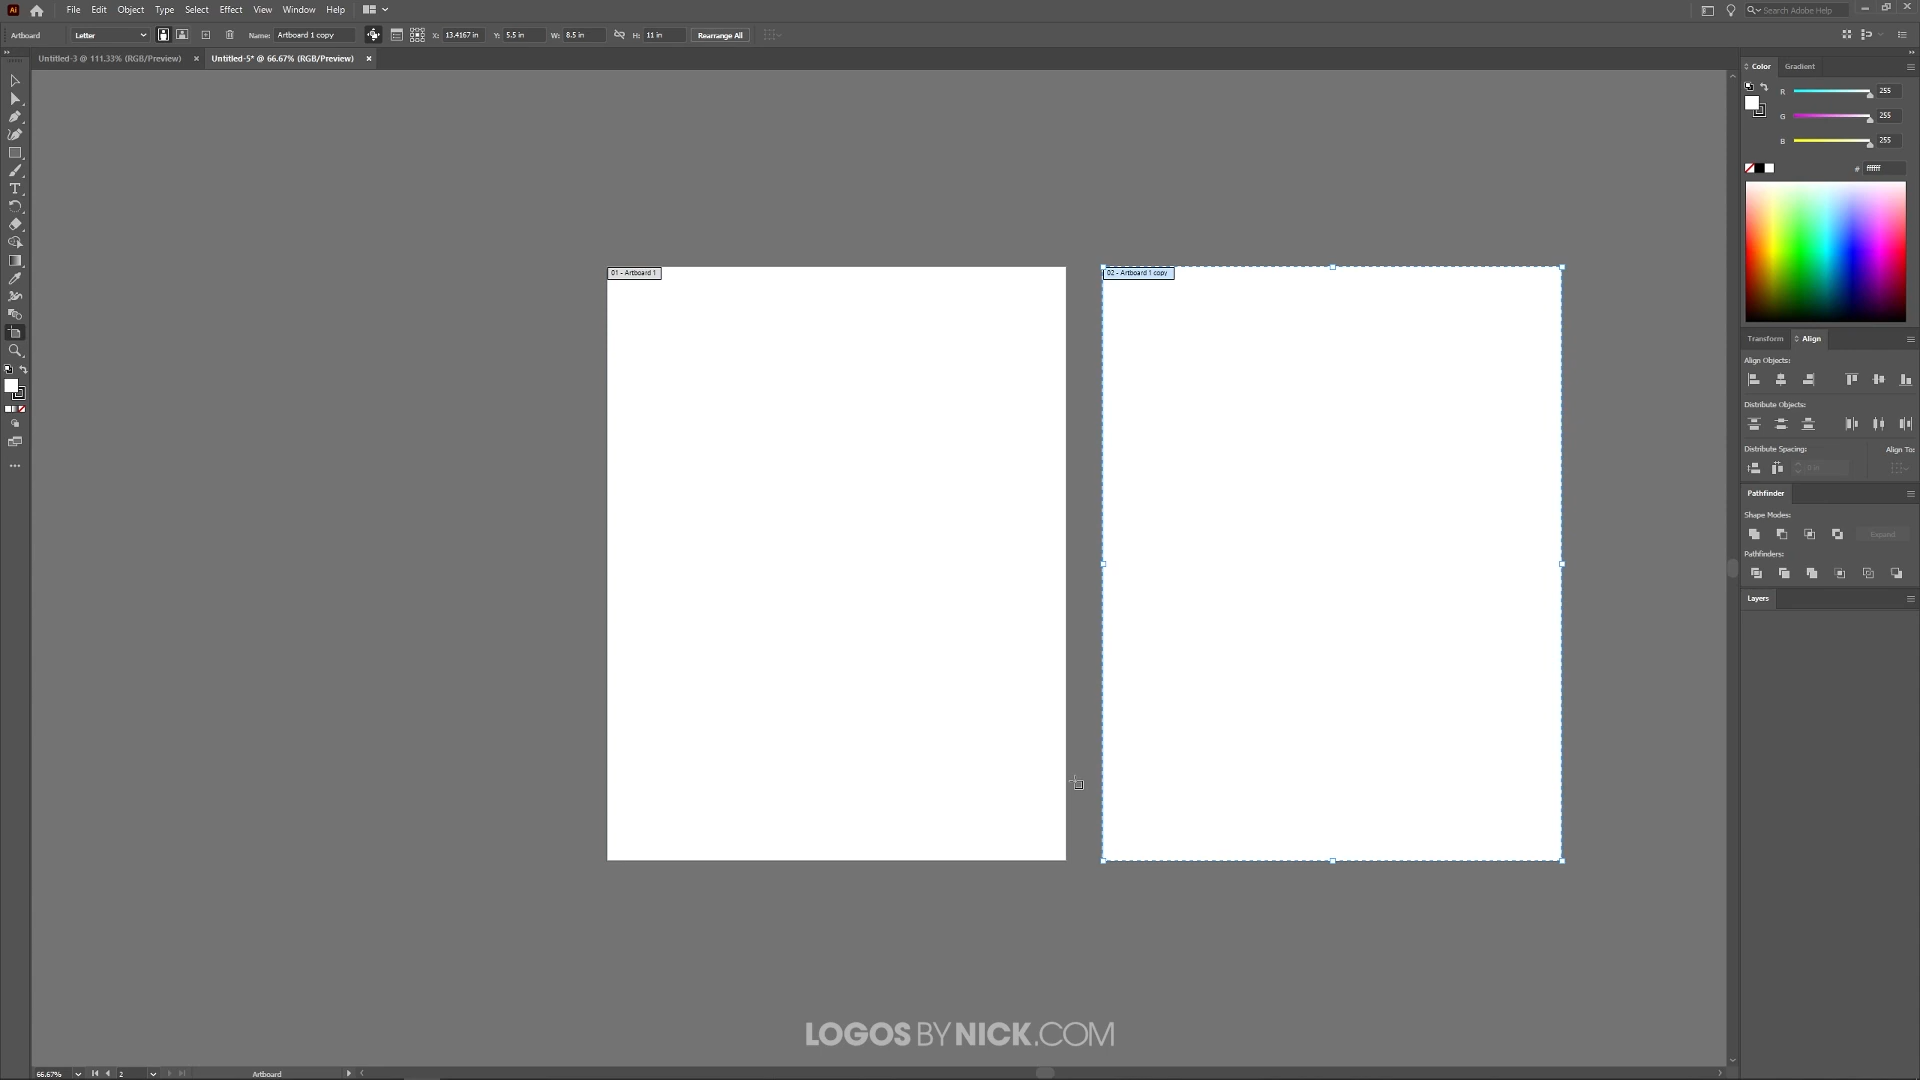 Ai File Edit Object Type Select Effect View Window Help Search Adobe Help
Artboard Letter Name: Artboard 1 copy X: 13.4167 in Y: 5.5 in W: 8.5 in H: 11 in Rearrange All
Untitled-3 @ 111.33% (RGB/Preview) × Untitled-5* @ 66.67% (RGB/Preview) ×
Color Gradient
R 255
G 255
B 255
# ffffff
01 - Artboard 1
02 - Artboard 1 copy
Transform Align
Align Objects:
Distribute Objects:
Distribute Spacing: Align To:
0 in
Pathfinder
Shape Modes:
Expand
Pathfinders:
Layers
LOGOS BY NICK.COM
66.67% 2 Artboard